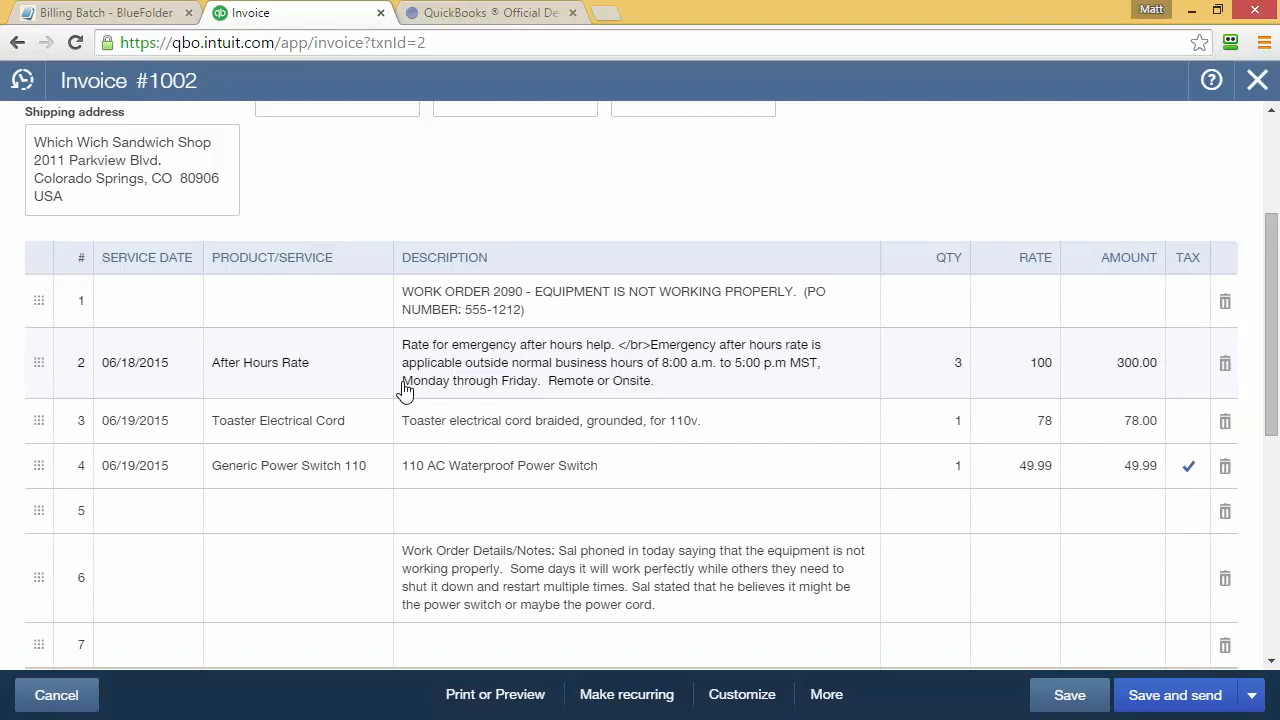 Billing Batch - BlueFolder × Invoice × QuickBooks ® Official De × Matt
https://qbo.intuit.com/app/invoice?txnId=2
Invoice #1002
Shipping address
Which Wich Sandwich Shop
2011 Parkview Blvd.
Colorado Springs, CO 80906
USA
# SERVICE DATE PRODUCT/SERVICE DESCRIPTION QTY RATE AMOUNT TAX
WORK ORDER 2090 - EQUIPMENT IS NOT WORKING PROPERLY. (PO
1
NUMBER: 555-1212)
Rate for emergency after hours help. </br>Emergency after hours rate is
2 06/18/2015 After Hours Rate applicable outside normal business hours of 8:00 a.m. to 5:00 p.m MST, 3 100 300.00
Monday through Friday. Remote or Onsite.
3 06/19/2015 Toaster Electrical Cord Toaster electrical cord braided, grounded, for 110v. 1 78 78.00
4 06/19/2015 Generic Power Switch 110 110 AC Waterproof Power Switch 1 49.99 49.99 ✓
5
Work Order Details/Notes: Sal phoned in today saying that the equipment is not
working properly. Some days it will work perfectly while others they need to
6
shut it down and restart multiple times. Sal stated that he believes it might be
the power switch or maybe the power cord.
7
Cancel Print or Preview Make recurring Customize More Save Save and send